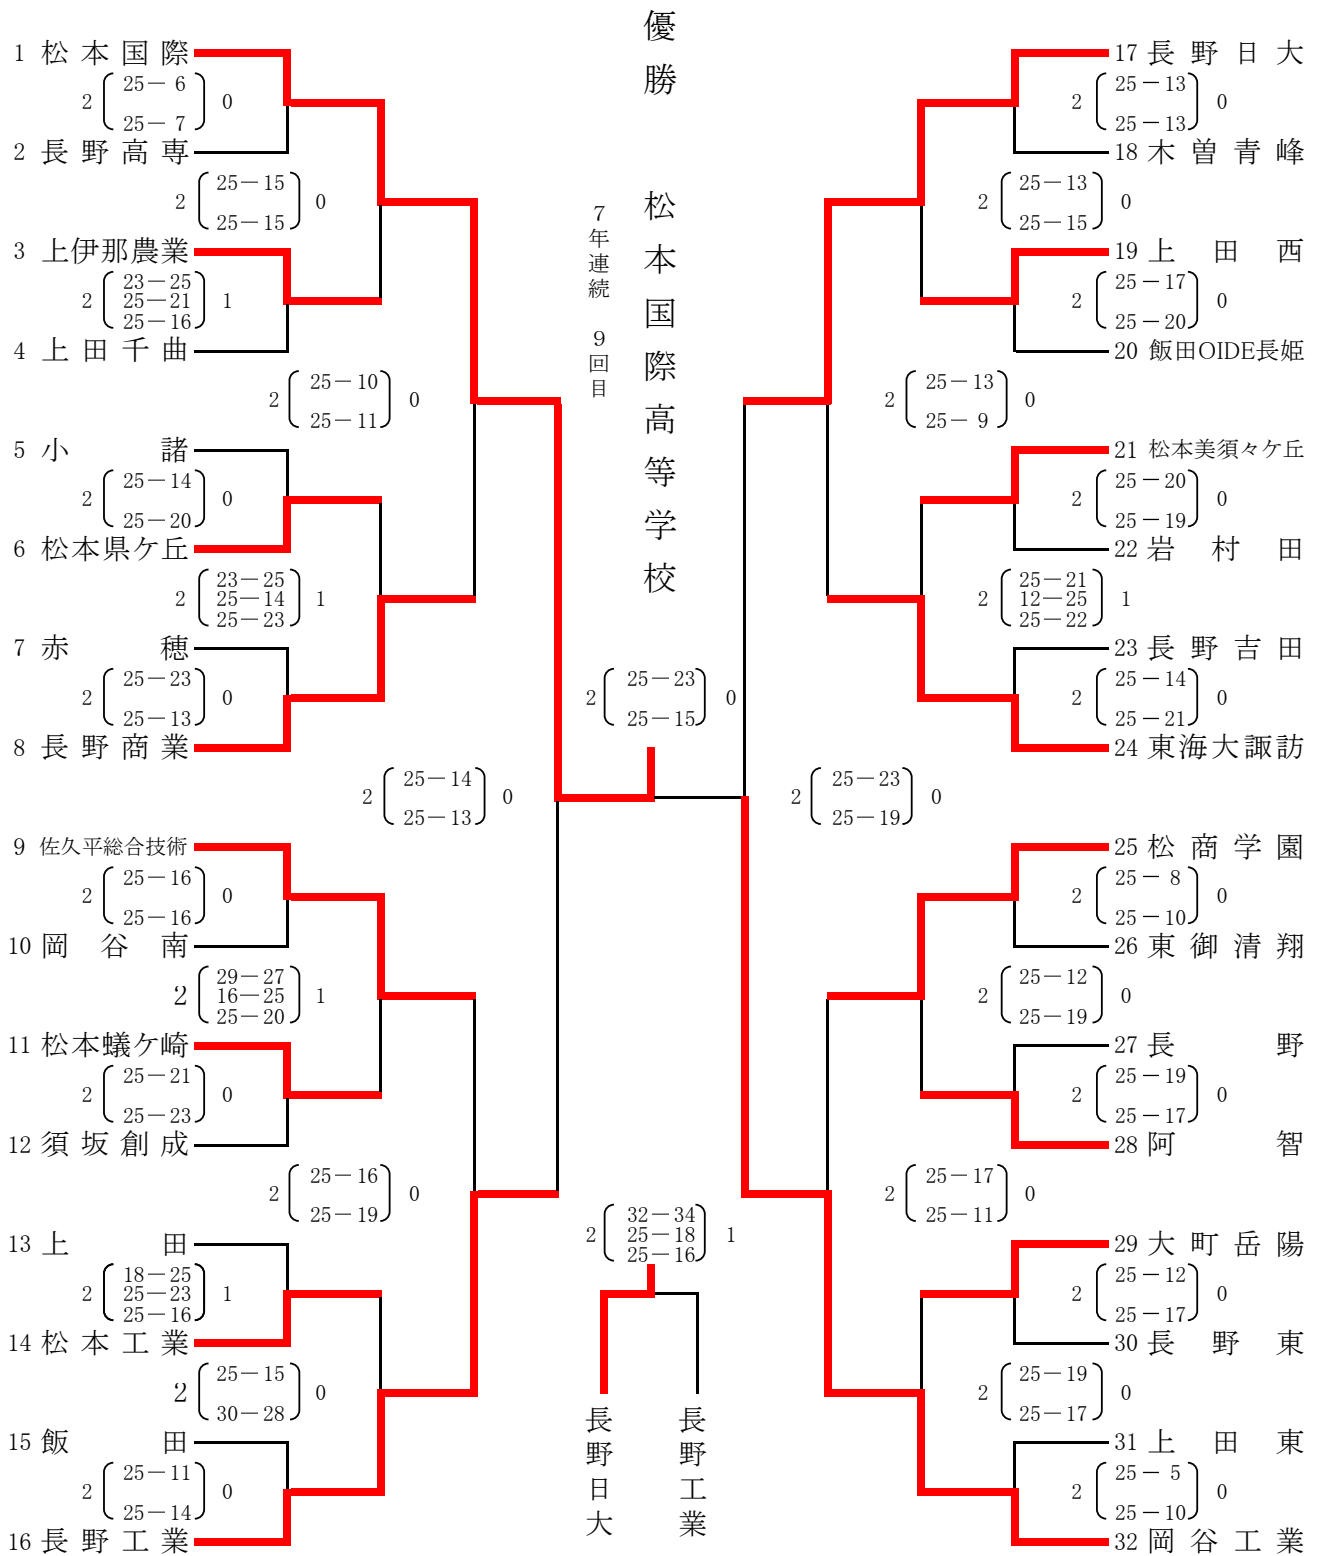 優勝
松本国際高等学校
7年連続 9回目
1 松本国際
2 25－6 0
25－7
2 長野高専
2 25－15 0
25－15
3 上伊那農業
23－25
2 25－21 1
25－16
4 上田千曲
2 25－10 0
25－11
5 小諸
2 25－14 0
25－20
6 松本県ケ丘
23－25
2 25－14 1
25－23
7 赤穂
2 25－23 0
25－13
8 長野商業
2 25－14 0
25－13
9 佐久平総合技術
2 25－16 0
25－16
10 岡谷南
29－27
2 16－25 1
25－20
11 松本蟻ケ崎
2 25－21 0
25－23
12 須坂創成
2 25－16 0
25－19
13 上田
18－25
2 25－23 1
25－16
14 松本工業
2 25－15 0
30－28
15 飯田
2 25－11 0
25－14
16 長野工業
2 25－23 0
25－15
32－34
2 25－18 1
25－16
長野日大
長野工業
17 長野日大
2 25－13 0
25－13
18 木曽青峰
2 25－13 0
25－15
19 上田西
2 25－17 0
25－20
20 飯田OIDE長姫
2 25－13 0
25－9
21 松本美須々ケ丘
2 25－20 0
25－19
22 岩村田
25－21
2 12－25 1
25－22
23 長野吉田
2 25－14 0
25－21
24 東海大諏訪
2 25－23 0
25－19
25 松商学園
2 25－8 0
25－10
26 東御清翔
2 25－12 0
25－19
27 長野
2 25－19 0
25－17
28 阿智
2 25－17 0
25－11
29 大町岳陽
2 25－12 0
25－17
30 長野東
2 25－19 0
25－17
31 上田東
2 25－5 0
25－10
32 岡谷工業